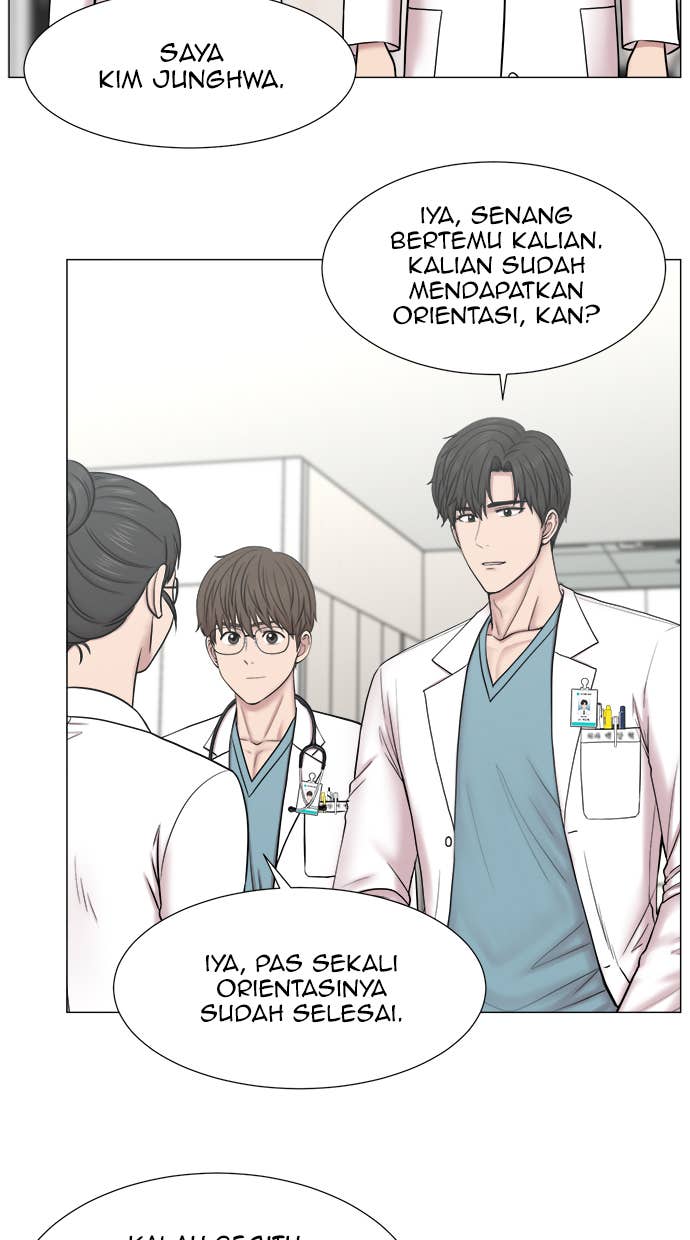 SAYA
KIM JUNGHWA.
IYA, SENANG
BERTEMU KALIAN.
KALIAN SUDAH
MENDAPATKAN
ORIENTASI, KAN?
IYA, PAS SEKALI
ORIENTASINYA
SUDAH SELESAI.